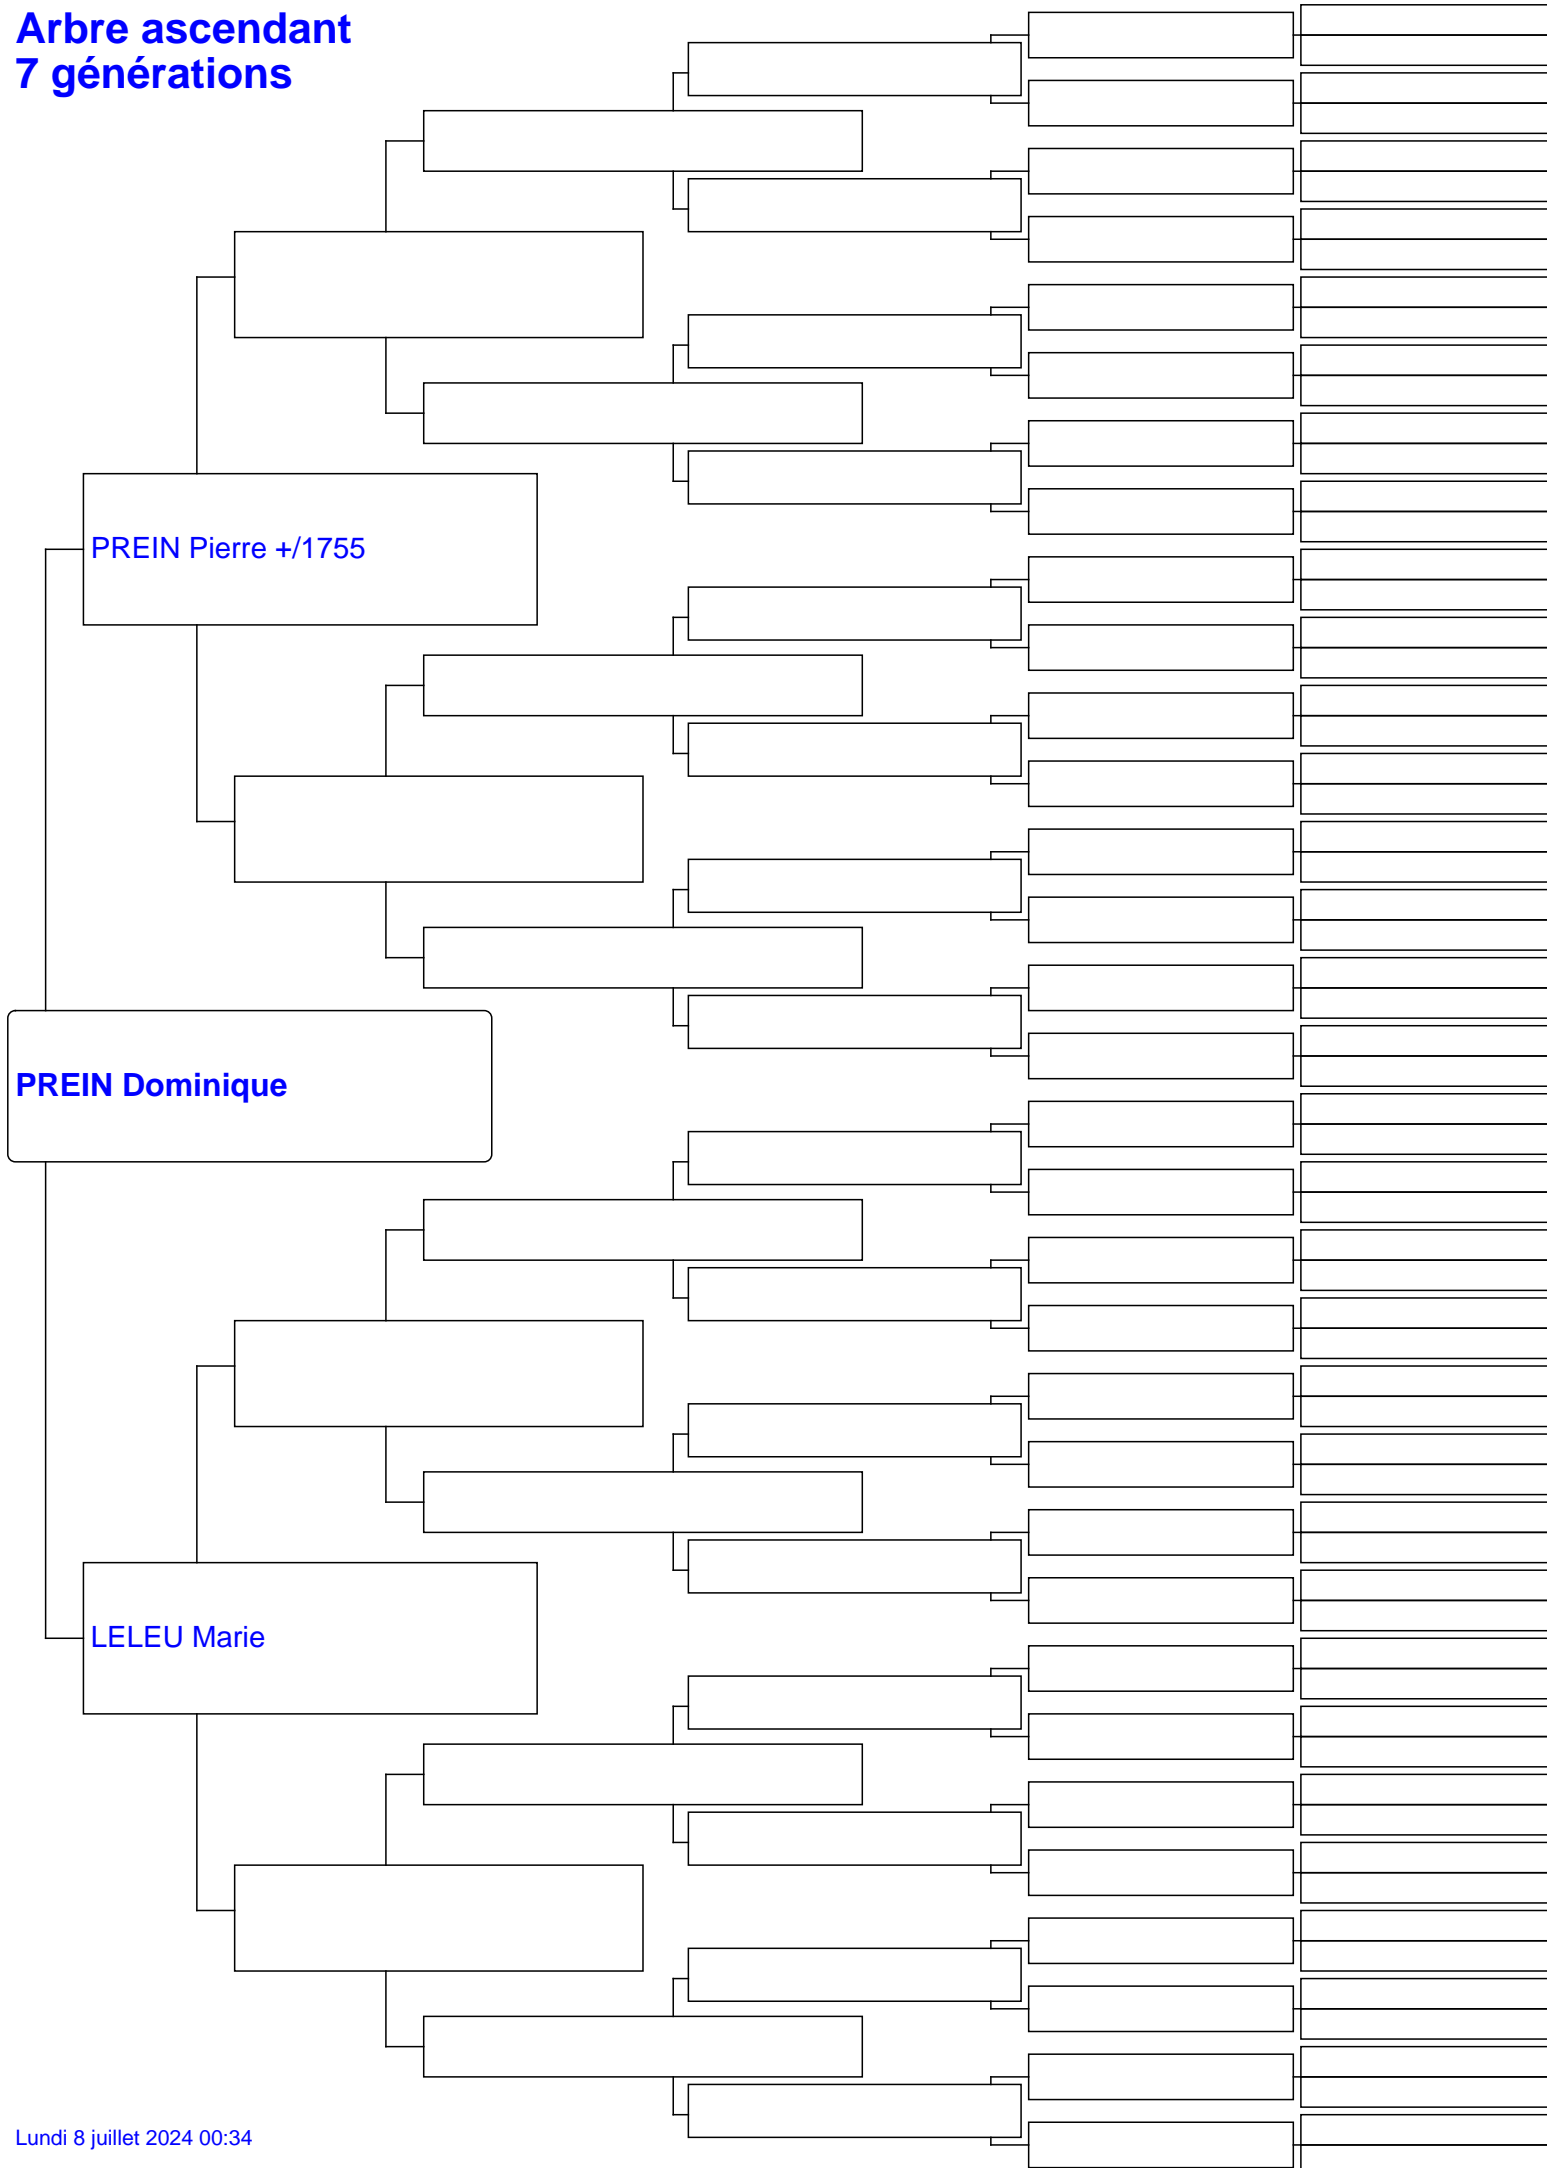 Arbre ascendant
7 générations
PREIN Pierre +/1755
PREIN Dominique
LELEU Marie
Lundi 8 juillet 2024 00:34